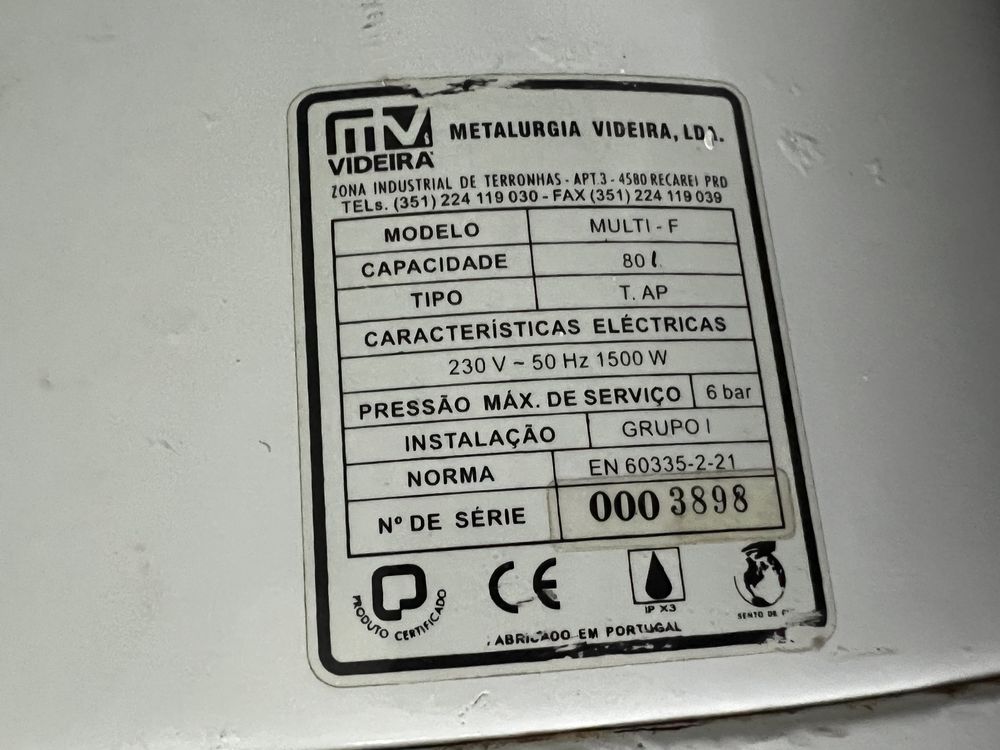 MV
VIDEIRA
METALURGIA VIDEIRA, LDA.
ZONA INDUSTRIAL DE TERRONHAS - APT.3 - 4580 RECAREI PRD
TELs. (351) 224 119 030 - FAX (351) 224 119 039
MODELO MULTI - F
CAPACIDADE 80 l.
TIPO T. AP
CARACTERÍSTICAS ELÉCTRICAS
230 V ~ 50 Hz 1500 W
PRESSÃO MÁX. DE SERVIÇO 6 bar
INSTALAÇÃO GRUPO I
NORMA EN 60335-2-21
Nº DE SÉRIE 000 3898
PRODUTO CERTIFICADO
CE
IP X3
DE
FABRICADO EM PORTUGAL